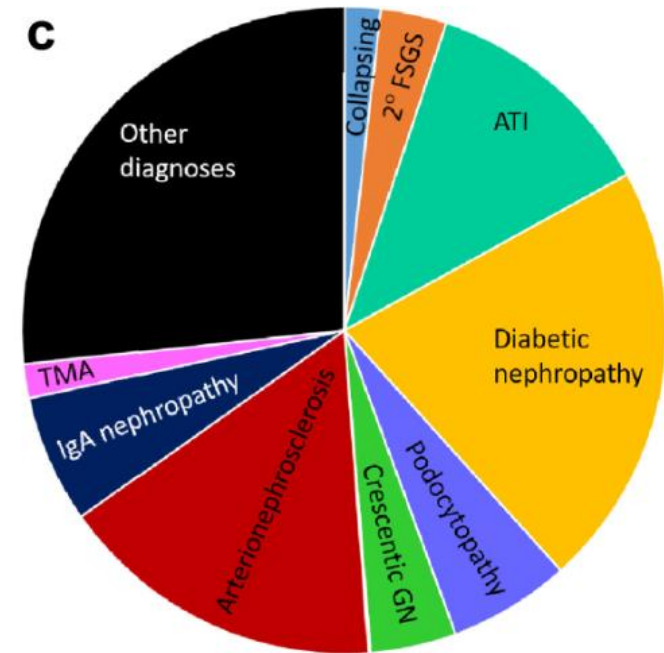 c
Collapsing
2° FSGS
ATI
Other
diagnoses
Diabetic
nephropathy
TMA
IgA nephropathy
Arterionephrosclerosis
Crescentic GN
Podocytopathy